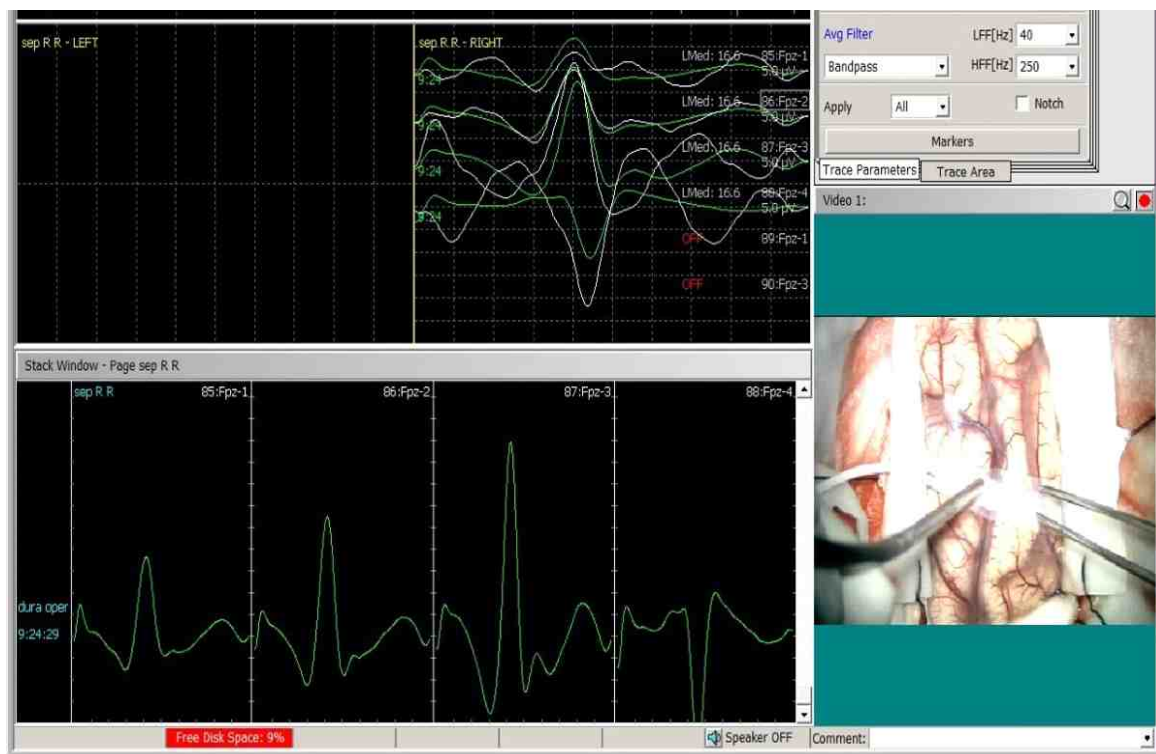 sep R R - LEFT
sep R R - RIGHT
LMed: 16.6 85:Fpz-1
5.0 µV
9:24
LMed: 16.6 86:Fpz-2
5.0 µV
9:24
LMed: 16.6 87:Fpz-3
5.0 µV
9:24
LMed: 16.6 88:Fpz-4
5.0 µV
9:24
OFF 89:Fpz-1
OFF 90:Fpz-3
Avg Filter LFF[Hz] 40
Bandpass HFF[Hz] 250
Apply All Notch
Markers
Trace Parameters Trace Area
Video 1:
Stack Window - Page sep R R
sep R R 85:Fpz-1 86:Fpz-2 87:Fpz-3 88:Fpz-4
dura oper
9:24:29
Free Disk Space: 9% Speaker OFF Comment: